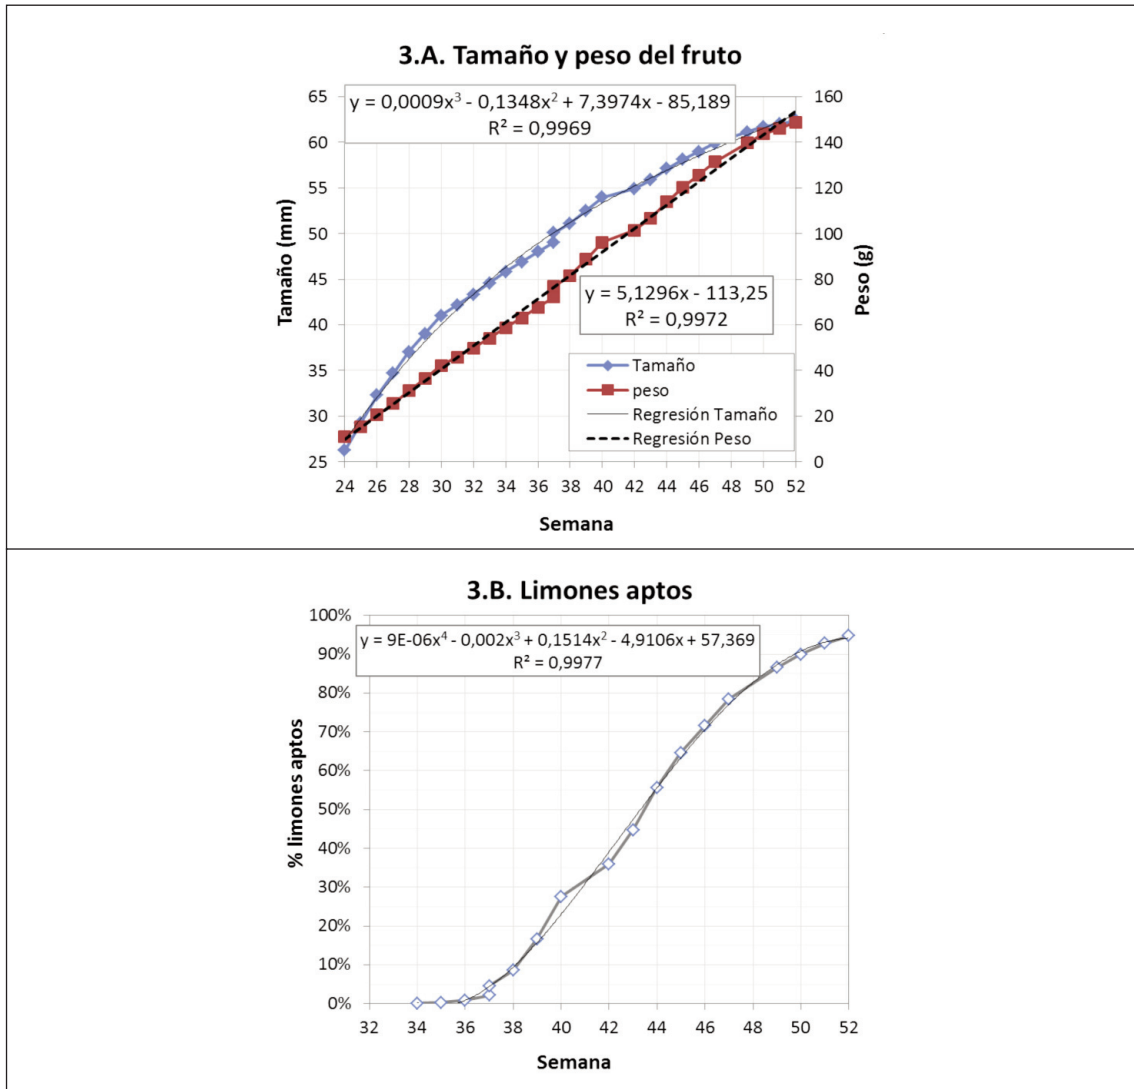 3.A. Tamaño y peso del fruto
y = 0,0009x³ - 0,1348x² + 7,3974x - 85,189
R² = 0,9969
65
60
55
50
45
40
35
30
25
Tamaño (mm)
160
140
120
100
80
60
40
20
0
Peso (g)
y = 5,1296x - 113,25
R² = 0,9972
Tamaño
peso
Regresión Tamaño
Regresión Peso
24 26 28 30 32 34 36 38 40 42 44 46 48 50 52
Semana
3.B. Limones aptos
y = 9E-06x⁴ - 0,002x³ + 0,1514x² - 4,9106x + 57,369
R² = 0,9977
100%
90%
80%
70%
60%
50%
40%
30%
20%
10%
0%
% limones aptos
32 34 36 38 40 42 44 46 48 50 52
Semana